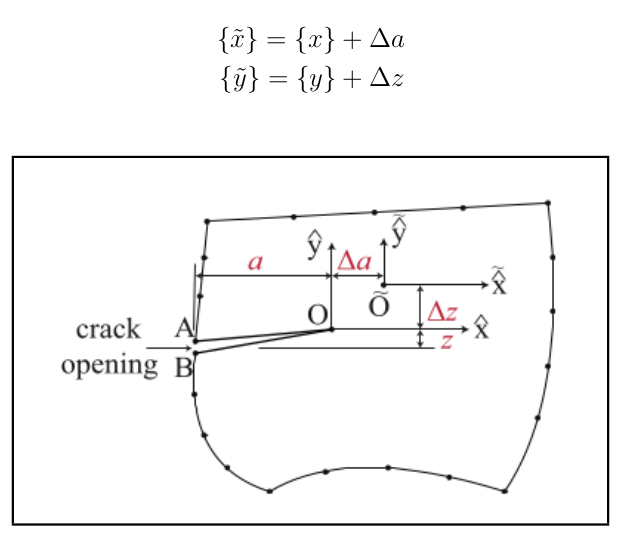 {x̃} = {x} + Δa
{ỹ} = {y} + Δz
ŷ
ỹ̂
a
Δa
x̃̂
O
Õ
Δz
crack
A
x̂
z
opening
B